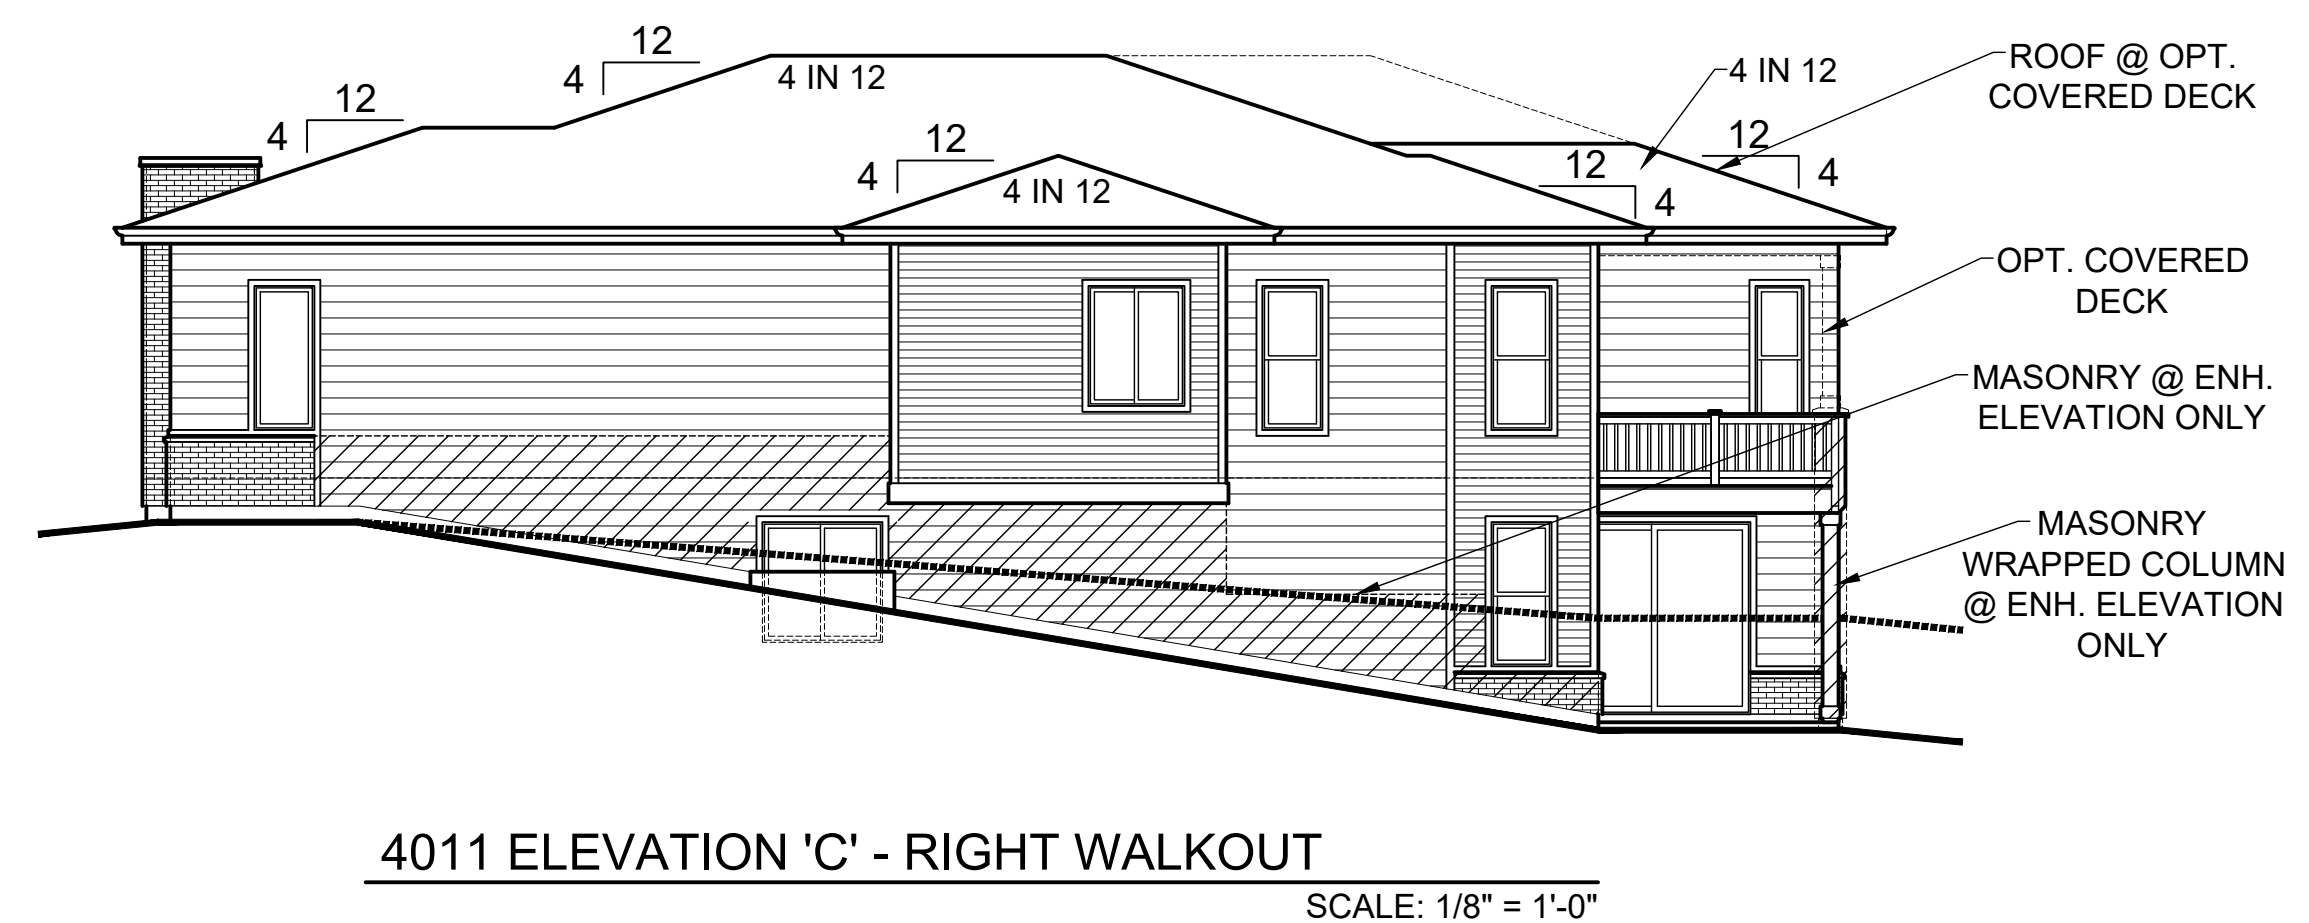 12
4
4 IN 12
4 IN 12
ROOF @ OPT.
COVERED DECK
12
4
12
4
4 IN 12
12
4
12
4
OPT. COVERED
DECK
MASONRY @ ENH.
ELEVATION ONLY
MASONRY
WRAPPED COLUMN
@ ENH. ELEVATION
ONLY
4011 ELEVATION 'C' - RIGHT WALKOUT
SCALE: 1/8" = 1'-0"